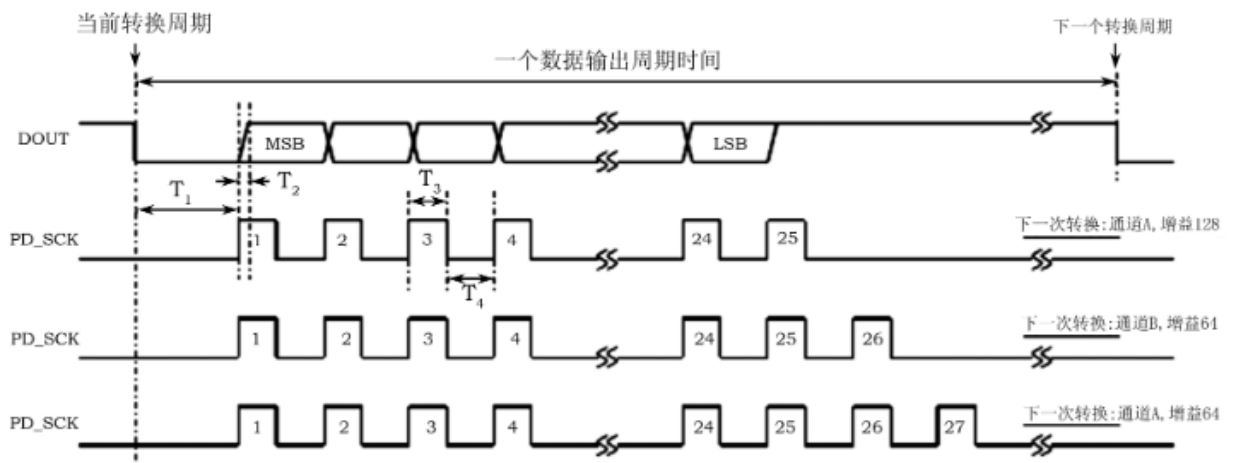 当前转换周期
下一个转换周期
一个数据输出周期时间
DOUT
MSB
LSB
T1
T2
T3
PD_SCK
1
2
3
4
24
25
下一次转换:通道A,增益128
T4
PD_SCK
1
2
3
4
24
25
26
下一次转换:通道B,增益64
PD_SCK
1
2
3
4
24
25
26
27
下一次转换:通道A,增益64